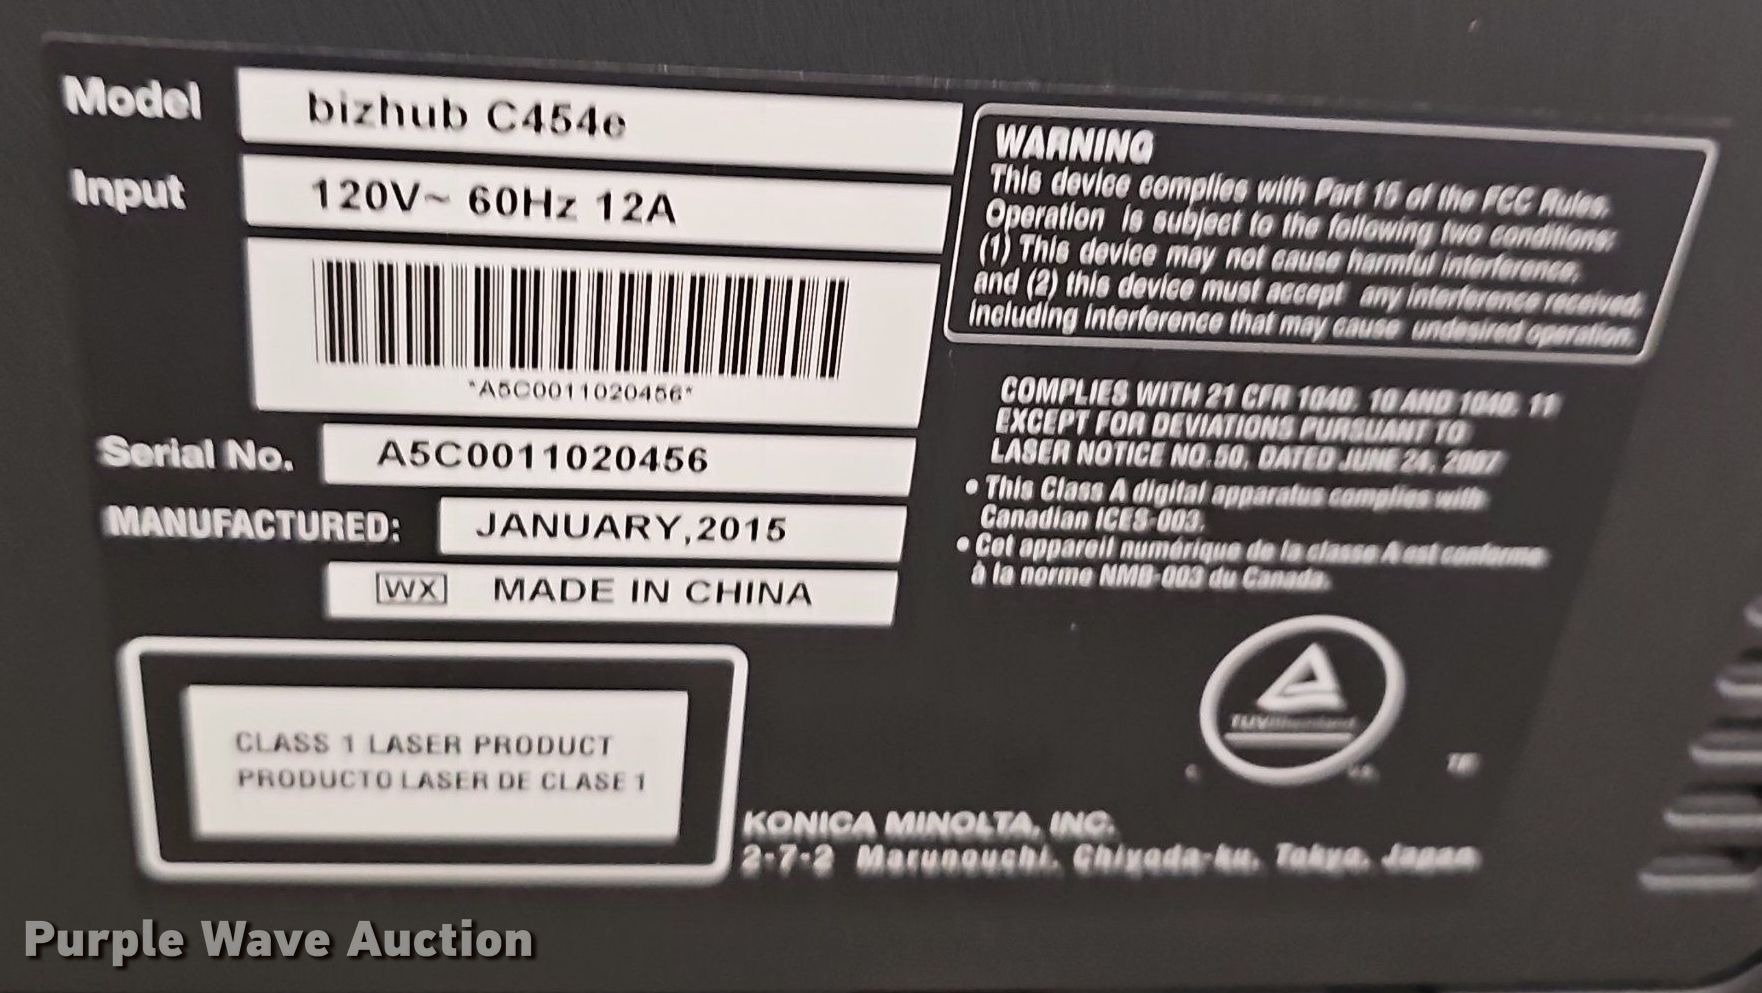 Model bizhub C454e
Input 120V~ 60Hz 12A
*A5C0011020456*
Serial No. A5C0011020456
MANUFACTURED: JANUARY,2015
WX MADE IN CHINA
CLASS 1 LASER PRODUCT
PRODUCTO LASER DE CLASE 1
WARNING
This device complies with Part 15 of the FCC Rules.
Operation is subject to the following two conditions:
(1) This device may not cause harmful interference,
and (2) this device must accept any interference received,
including interference that may cause undesired operation.
COMPLIES WITH 21 CFR 1040. 10 AND 1040. 11
EXCEPT FOR DEVIATIONS PURSUANT TO
LASER NOTICE NO.50, DATED JUNE 24, 2007
• This Class A digital apparatus complies with
Canadian ICES-003.
• Cet appareil numérique de la classe A est conforme
à la norme NMB-003 du Canada.
TUVRheinland
KONICA MINOLTA, INC.
2-7-2 Marunouchi, Chiyoda-ku, Tokyo, Japan
Purple Wave Auction